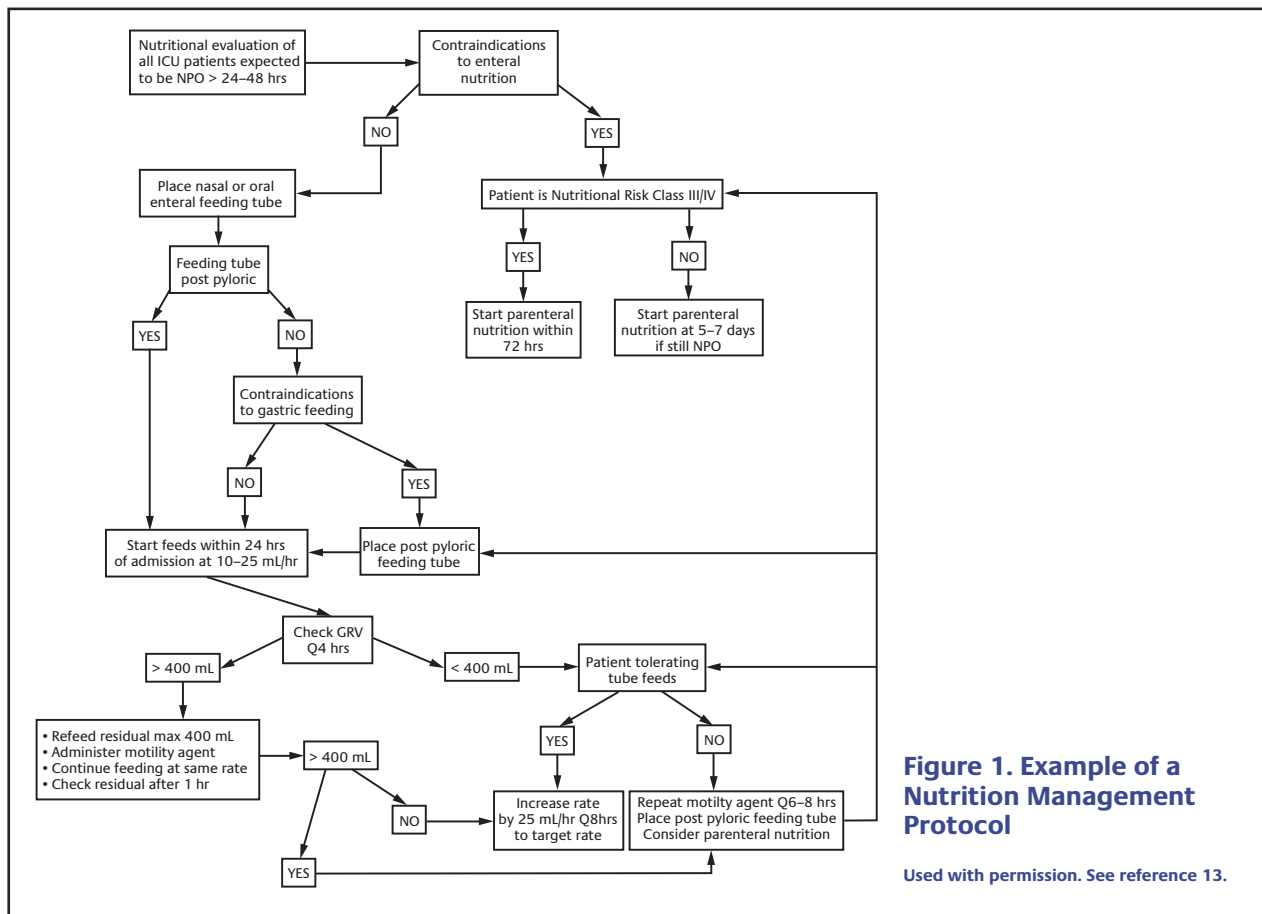 Nutritional evaluation of
all ICU patients expected
to be NPO > 24–48 hrs
Contraindications
to enteral
nutrition
NO
YES
Place nasal or oral
enteral feeding tube
Patient is Nutritional Risk Class III/IV
Feeding tube
post pyloric
YES
NO
YES
NO
Start parenteral
nutrition within
72 hrs
Start parenteral
nutrition at 5–7 days
if still NPO
Contraindications
to gastric feeding
NO
YES
Start feeds within 24 hrs
of admission at 10–25 mL/hr
Place post pyloric
feeding tube
Check GRV
Q4 hrs
> 400 mL
< 400 mL
Patient tolerating
tube feeds
• Refeed residual max 400 mL
• Administer motility agent
• Continue feeding at same rate
• Check residual after 1 hr
> 400 mL
YES
NO
NO
YES
Increase rate
by 25 mL/hr Q8hrs
to target rate
Repeat motilty agent Q6–8 hrs
Place post pyloric feeding tube
Consider parenteral nutrition
Figure 1. Example of a
Nutrition Management
Protocol
Used with permission. See reference 13.